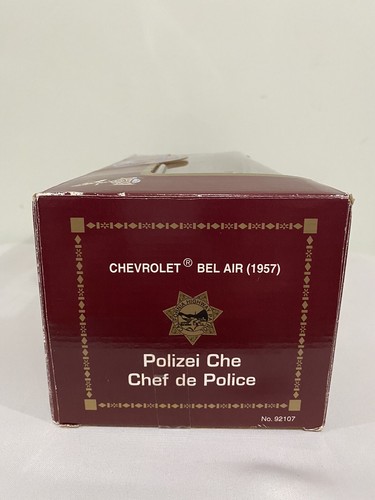 CHEVROLET® BEL AIR (1957)
Polizei Che
Chef de Police
No. 92107